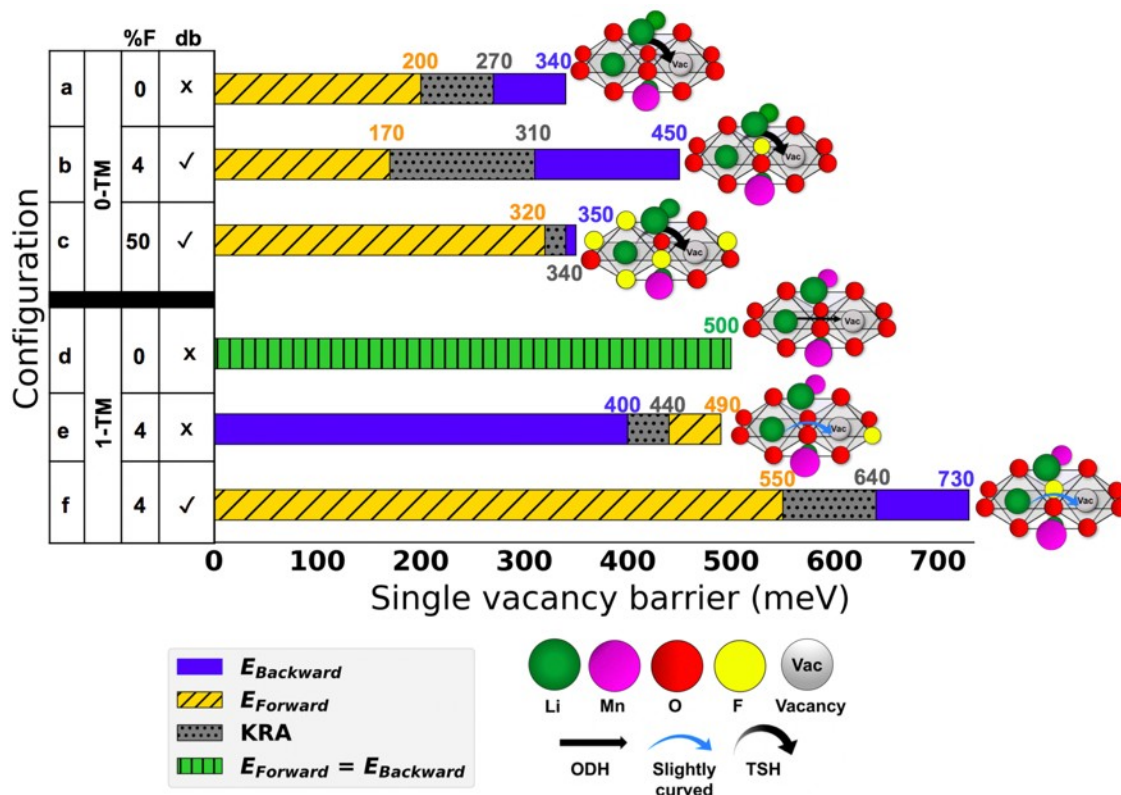 %F db
Configuration
0-TM
1-TM
a 0 x 200 270 340
Vac
b 4 ✓ 170 310 450
Vac
c 50 ✓ 320 350
340
Vac
d 0 x 500
Vac
e 4 x 400 440 490
Vac
f 4 ✓ 550 640 730
Vac
0 100 200 300 400 500 600 700
Single vacancy barrier (meV)
E_Backward
E_Forward
KRA
E_Forward = E_Backward
Vac
Li Mn O F Vacancy
ODH Slightly curved TSH